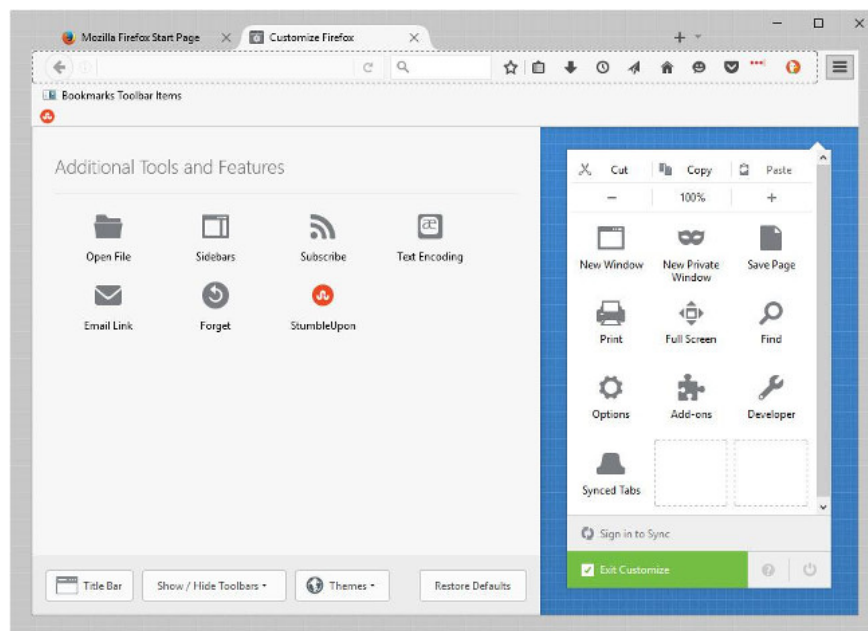 Mozilla Firefox Start Page
Customize Firefox
Bookmarks Toolbar Items
Additional Tools and Features
Open File
Sidebars
Subscribe
Text Encoding
Email Link
Forget
StumbleUpon
Cut
Copy
Paste
100%
New Window
New Private
Window
Save Page
Print
Full Screen
Find
Options
Add-ons
Developer
Synced Tabs
Sign in to Sync
Exit Customize
Title Bar
Show / Hide Toolbars
Themes
Restore Defaults